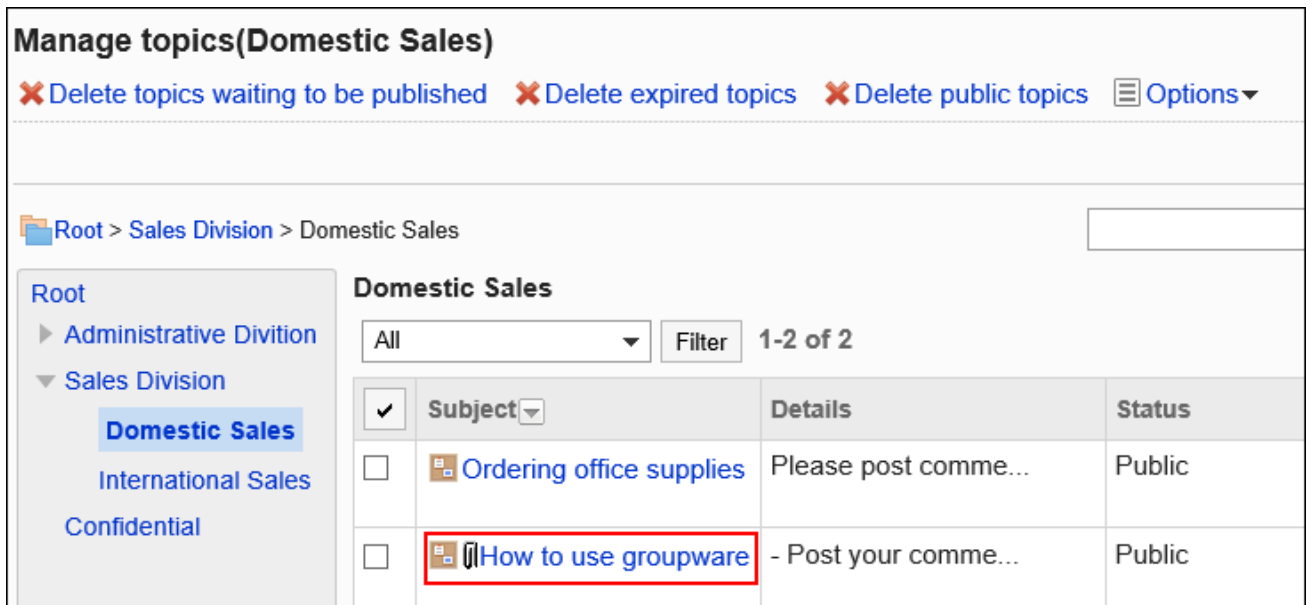 Manage topics(Domestic Sales)
Delete topics waiting to be published Delete expired topics Delete public topics Options
Root > Sales Division > Domestic Sales
Root
Administrative Divition
Sales Division
Domestic Sales
International Sales
Confidential
Domestic Sales
All Filter 1-2 of 2
Subject Details Status
Ordering office supplies Please post comme... Public
How to use groupware - Post your comme... Public